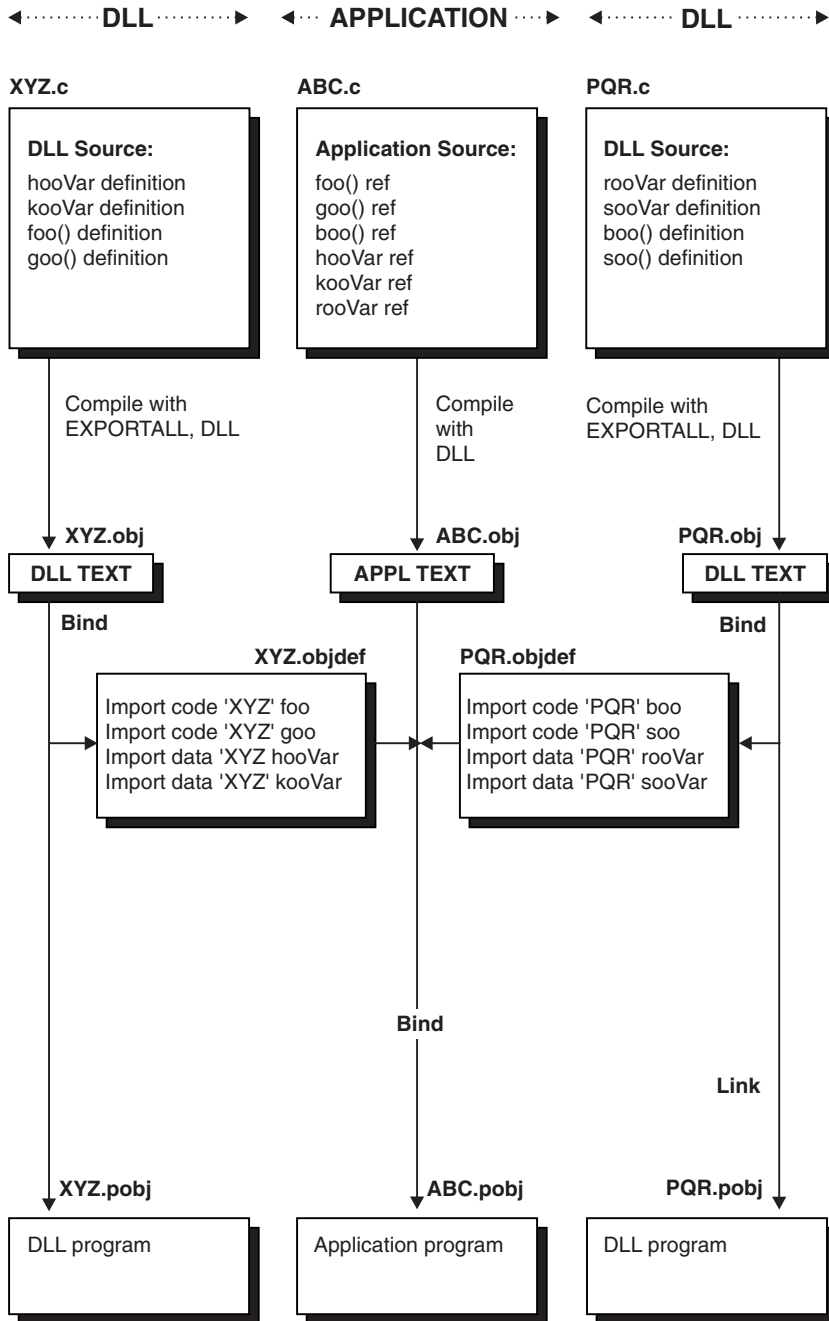 DLL
APPLICATION
DLL
XYZ.c
ABC.c
PQR.c
DLL Source:
hooVar definition
kooVar definition
foo() definition
goo() definition
Application Source:
foo() ref
goo() ref
boo() ref
hooVar ref
kooVar ref
rooVar ref
DLL Source:
rooVar definition
sooVar definition
boo() definition
soo() definition
Compile with
EXPORTALL, DLL
Compile
with
DLL
Compile with
EXPORTALL, DLL
XYZ.obj
ABC.obj
PQR.obj
DLL TEXT
APPL TEXT
DLL TEXT
Bind
Bind
XYZ.objdef
Import code 'XYZ' foo
Import code 'XYZ' goo
Import data 'XYZ hooVar
Import data 'XYZ' kooVar
PQR.objdef
Import code 'PQR' boo
Import code 'PQR' soo
Import data 'PQR' rooVar
Import data 'PQR' sooVar
Bind
Link
XYZ.pobj
ABC.pobj
PQR.pobj
DLL program
Application program
DLL program